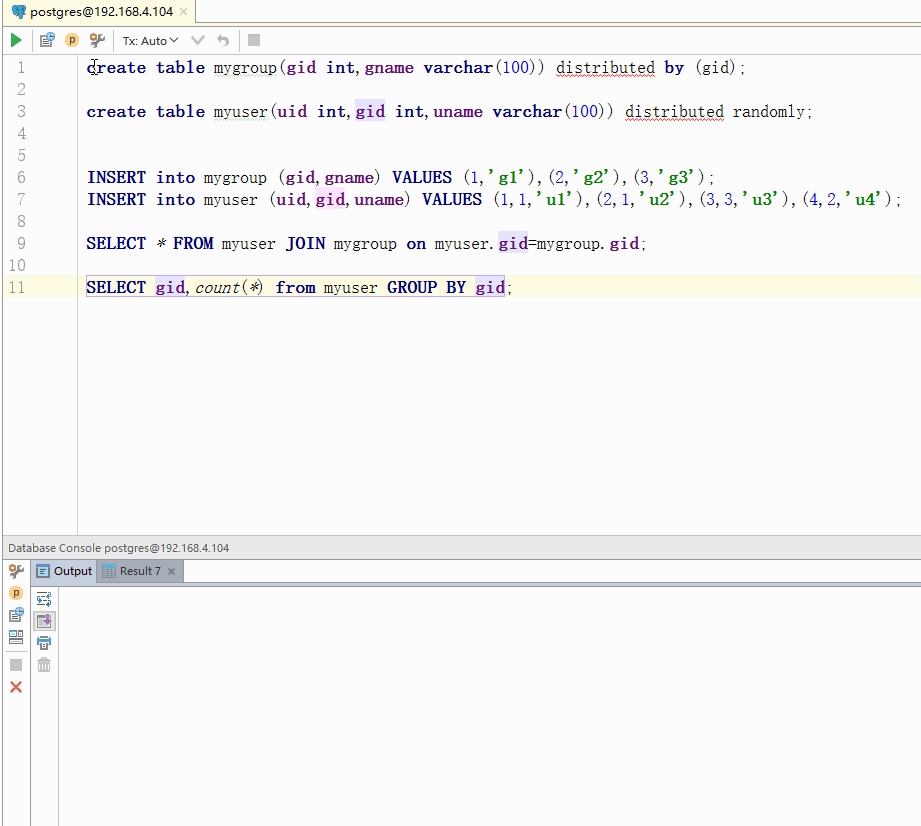 postgres@192.168.4.104
Tx: Auto
1 create table mygroup(gid int,gname varchar(100)) distributed by (gid);
2
3 create table myuser(uid int,gid int,uname varchar(100)) distributed randomly;
4
5
6 INSERT into mygroup (gid,gname) VALUES (1,'g1'),(2,'g2'),(3,'g3');
7 INSERT into myuser (uid,gid,uname) VALUES (1,1,'u1'),(2,1,'u2'),(3,3,'u3'),(4,2,'u4');
8
9 SELECT * FROM myuser JOIN mygroup on myuser.gid=mygroup.gid;
10
11 SELECT gid,count(*) from myuser GROUP BY gid;
Database Console postgres@192.168.4.104
Output Result 7